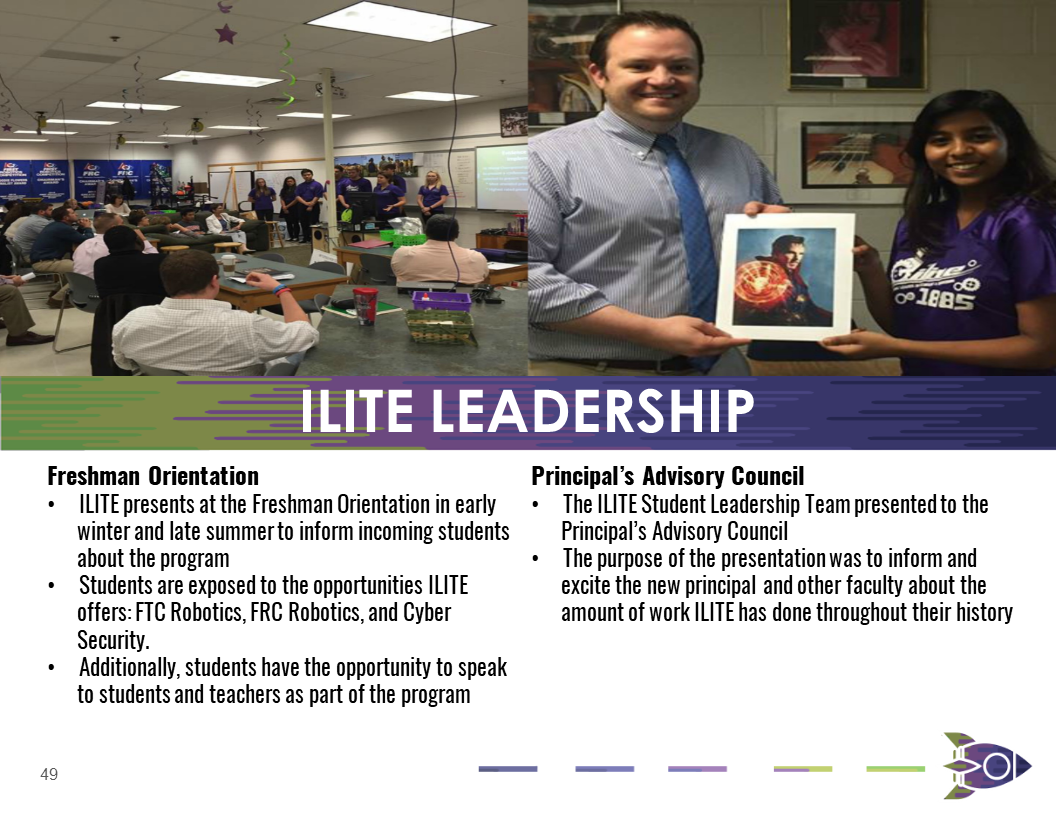 FRC
FRC
1885
ILITE LEADERSHIP
Freshman Orientation
• ILITE presents at the Freshman Orientation in early
winter and late summer to inform incoming students
about the program
• Students are exposed to the opportunities ILITE
offers: FTC Robotics, FRC Robotics, and Cyber
Security.
• Additionally, students have the opportunity to speak
to students and teachers as part of the program
Principal’s Advisory Council
• The ILITE Student Leadership Team presented to the
Principal’s Advisory Council
• The purpose of the presentation was to inform and
excite the new principal and other faculty about the
amount of work ILITE has done throughout their history
49